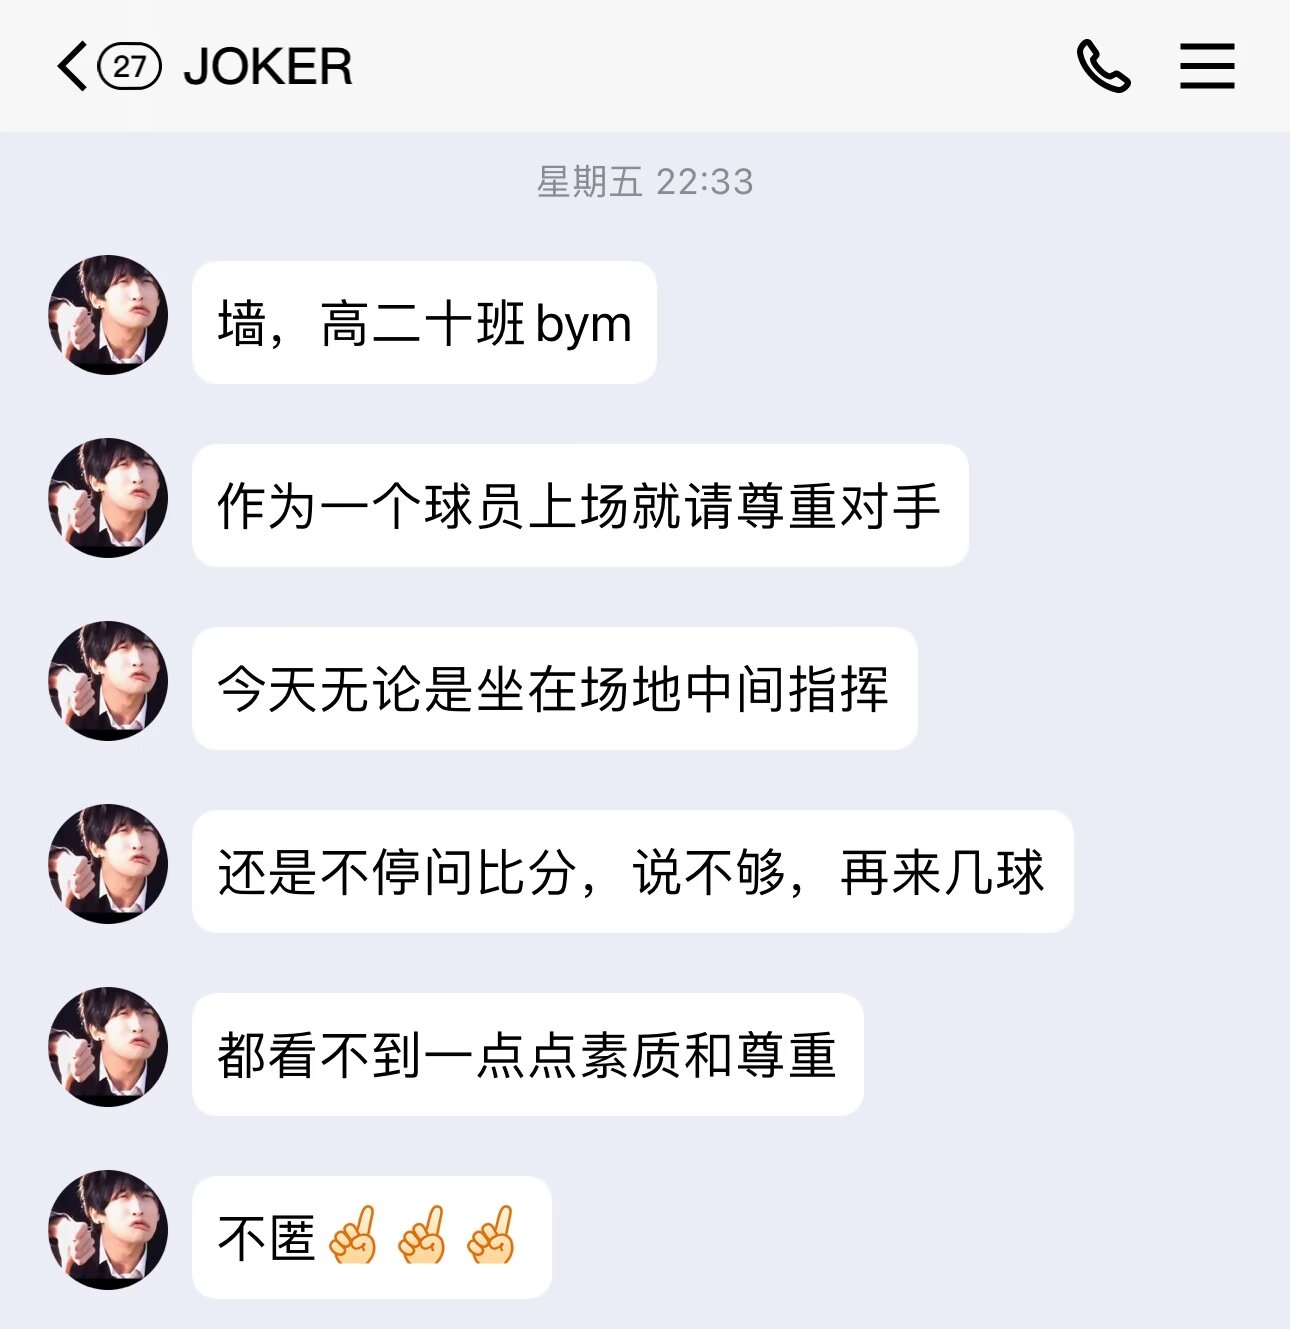 27 JOKER
星期五 22:33
墙，高二十班bym
作为一个球员上场就请尊重对手
今天无论是坐在场地中间指挥
还是不停问比分，说不够，再来几球
都看不到一点点素质和尊重
不匿☝️☝️☝️